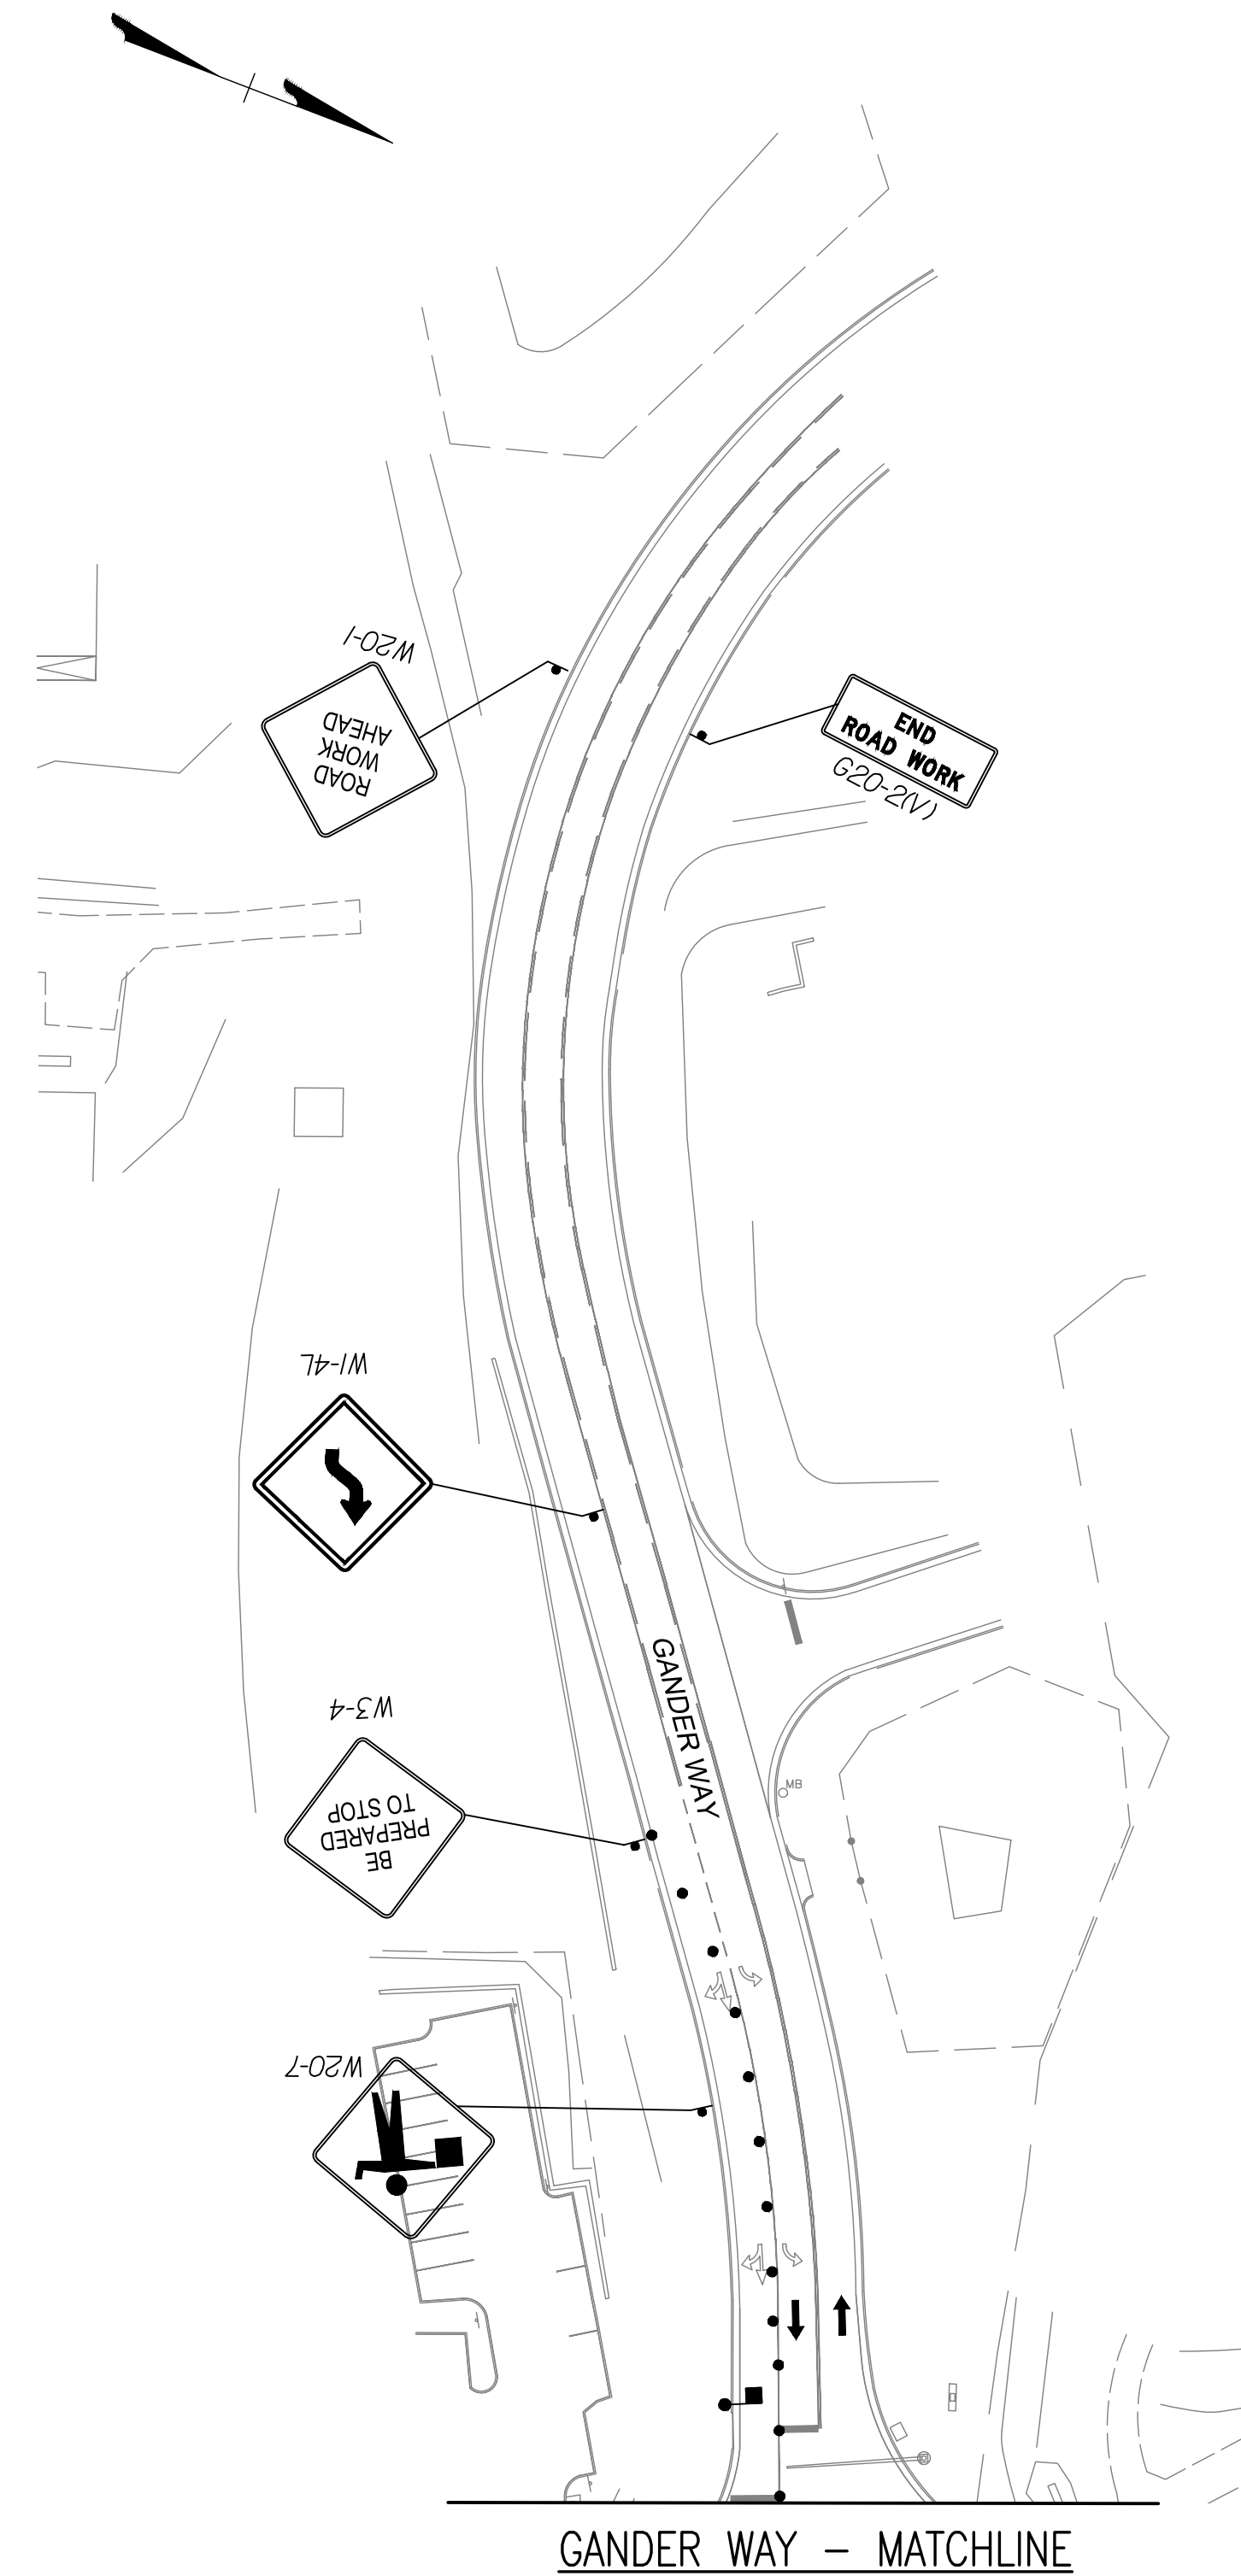 W20-1
ROAD
WORK
AHEAD
END
ROAD WORK
G20-2(V)
W1-4L
GANDER WAY
W3-4
BE
PREPARED
TO STOP
MB
W20-7
GANDER WAY - MATCHLINE